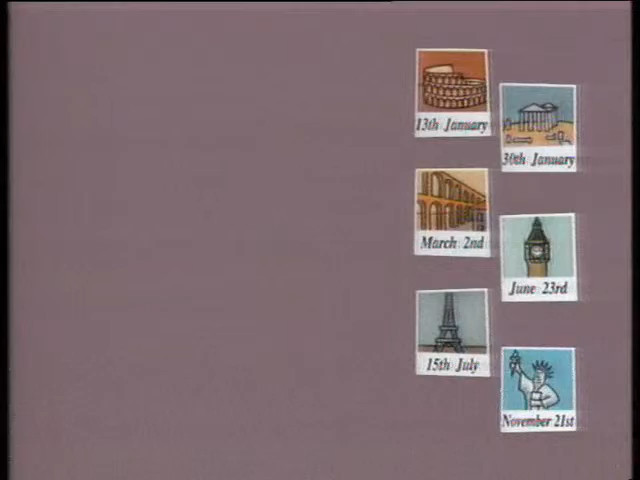 13th January
30th January
March 2nd
June 23rd
15th July
November 21st